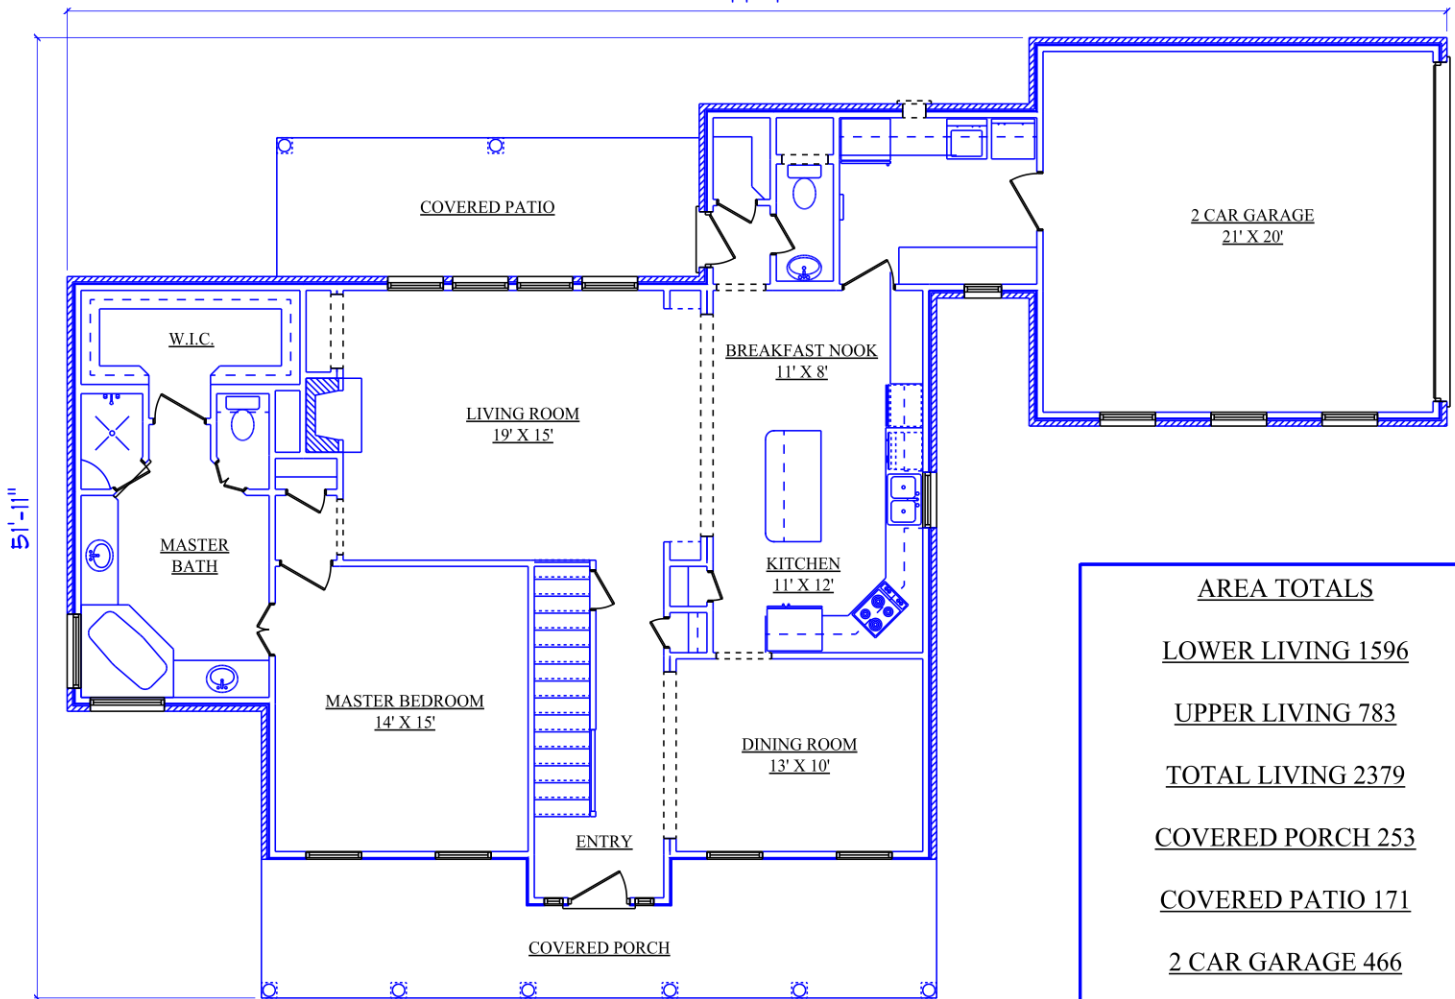 COVERED PATIO
2 CAR GARAGE
21' X 20'
W.I.C.
BREAKFAST NOOK
11' X 8'
LIVING ROOM
19' X 15'
51'-11"
MASTER
BATH
KITCHEN
11' X 12'
MASTER BEDROOM
14' X 15'
DINING ROOM
13' X 10'
ENTRY
COVERED PORCH
AREA TOTALS
LOWER LIVING 1596
UPPER LIVING 783
TOTAL LIVING 2379
COVERED PORCH 253
COVERED PATIO 171
2 CAR GARAGE 466